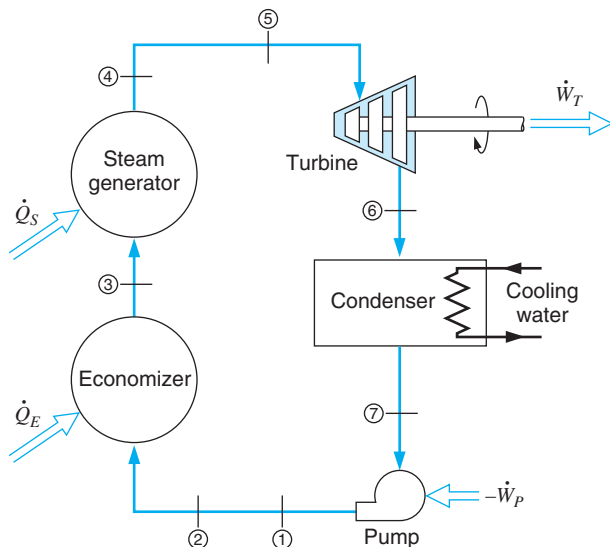 ⑤
④
Ẇ_T
Turbine
Steam
generator
Q̇_S
⑥
③
Condenser
Cooling
water
Economizer
⑦
Q̇_E
−Ẇ_P
②
①
Pump